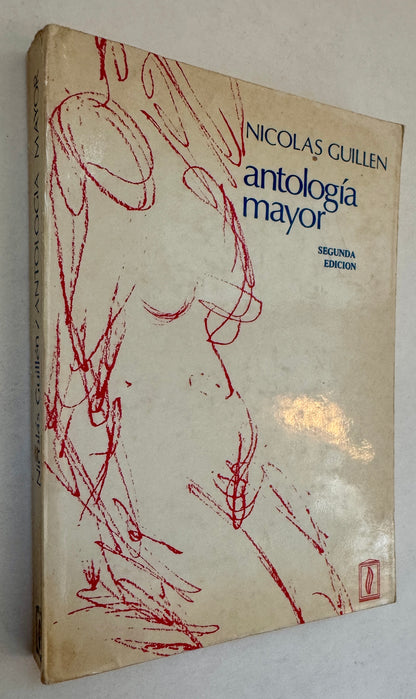 NICOLAS GUILLEN
antología
mayor
SEGUNDA
EDICION
Nicolás Guillén / ANTOLOGIA MAYOR